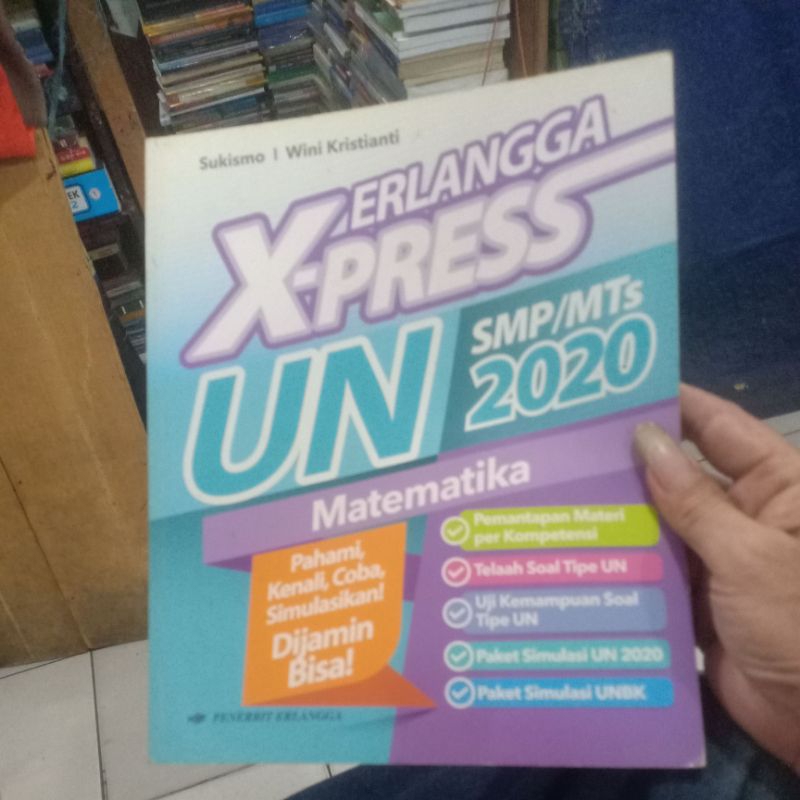 Sukismo | Wini Kristianti
ERLANGGA
X-PRESS
UN
SMP/MTs
2020
Matematika
Pahami,
Kenali, Coba,
Simulasikan!
Dijamin
Bisa!
Pemantapan Materi
per Kompetensi
Telaah Soal Tipe UN
Uji Kemampuan Soal
Tipe UN
Paket Simulasi UN 2020
Paket Simulasi UNBK
PENERBIT ERLANGGA